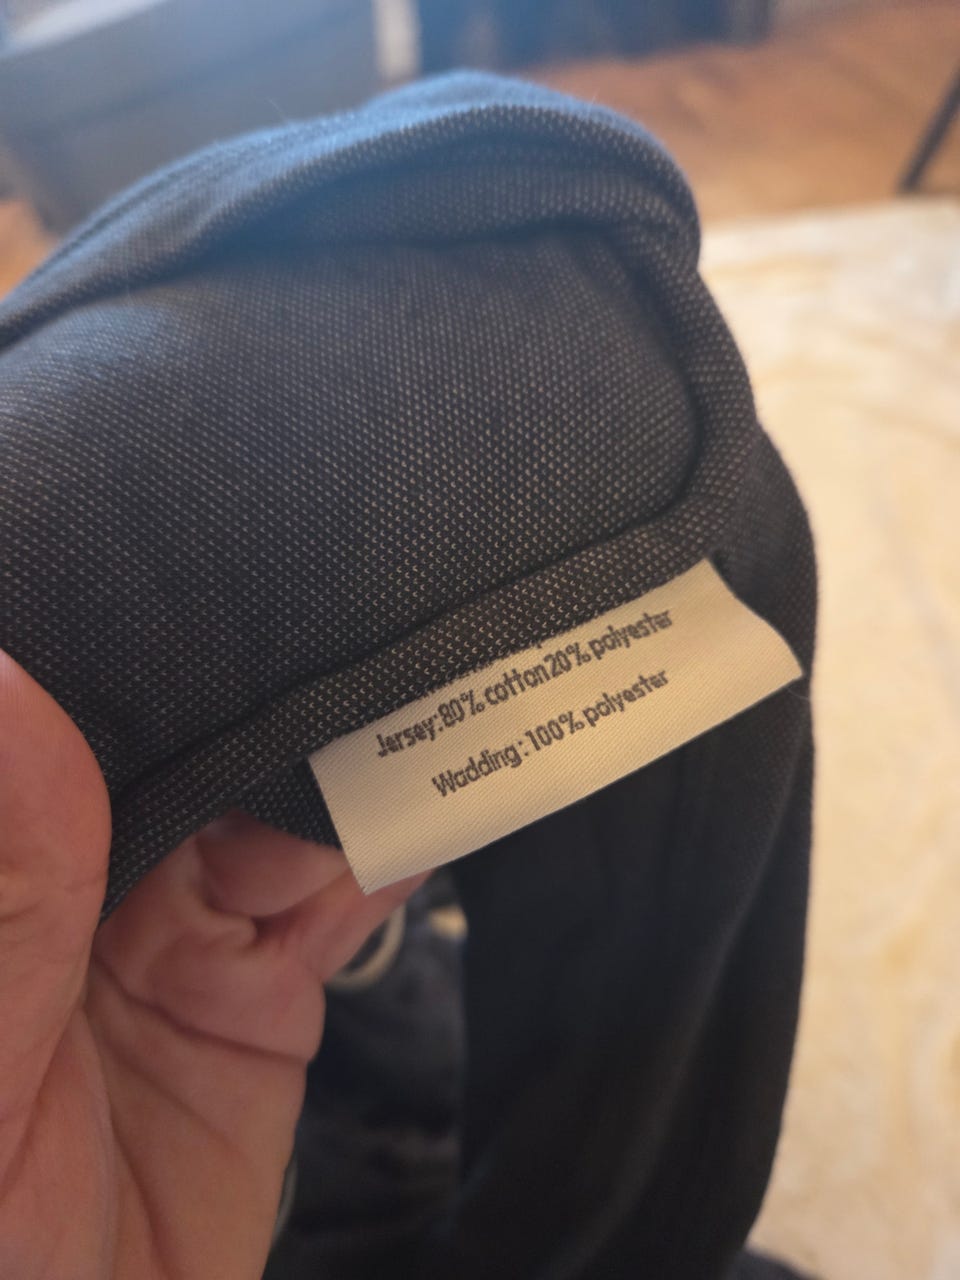 Jersey:80% cotton20% polyester
Wadding:100% polyester